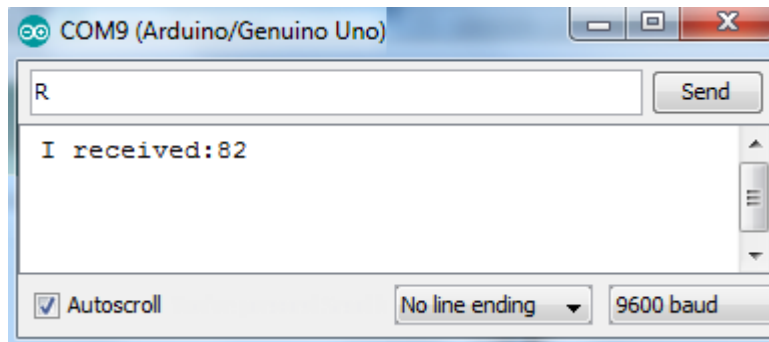 COM9 (Arduino/Genuino Uno)
R
Send
I received:82
Autoscroll
No line ending
9600 baud